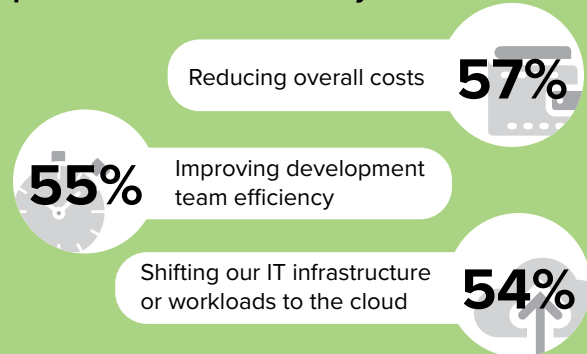 Reducing overall costs
57%
55%
Improving development
team efficiency
Shifting our IT infrastructure
or workloads to the cloud
54%